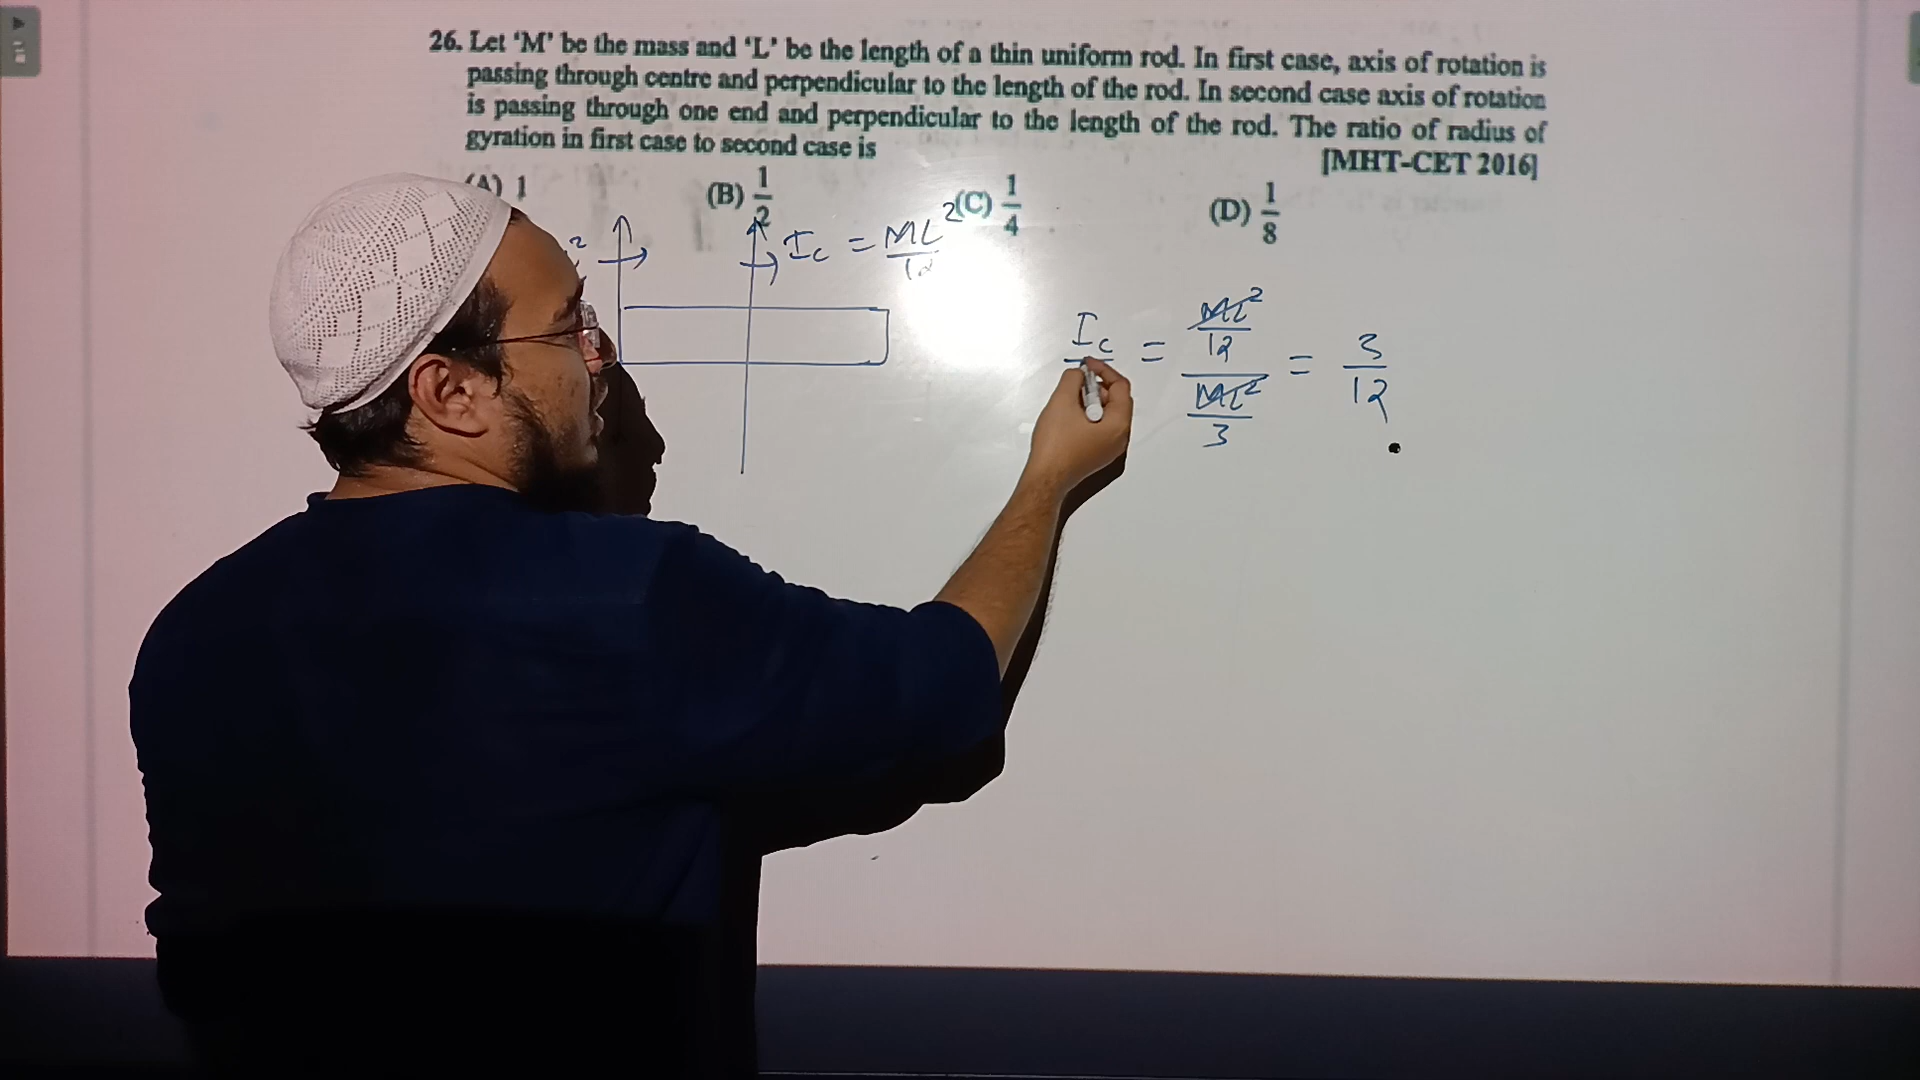 26. Let ‘M’ be the mass and ‘L’ be the length of a thin uniform rod. In first case, axis of rotation is
passing through centre and perpendicular to the length of the rod. In second case axis of rotation
is passing through one end and perpendicular to the length of the rod. The ratio of radius of
gyration in first case to second case is
[MHT-CET 2016]
(A) 1 (B) 1/2 (C) 1/4 (D) 1/8
2 I_c = ML²/12
I_c = ML²/12 / ML²/3 = 3/12